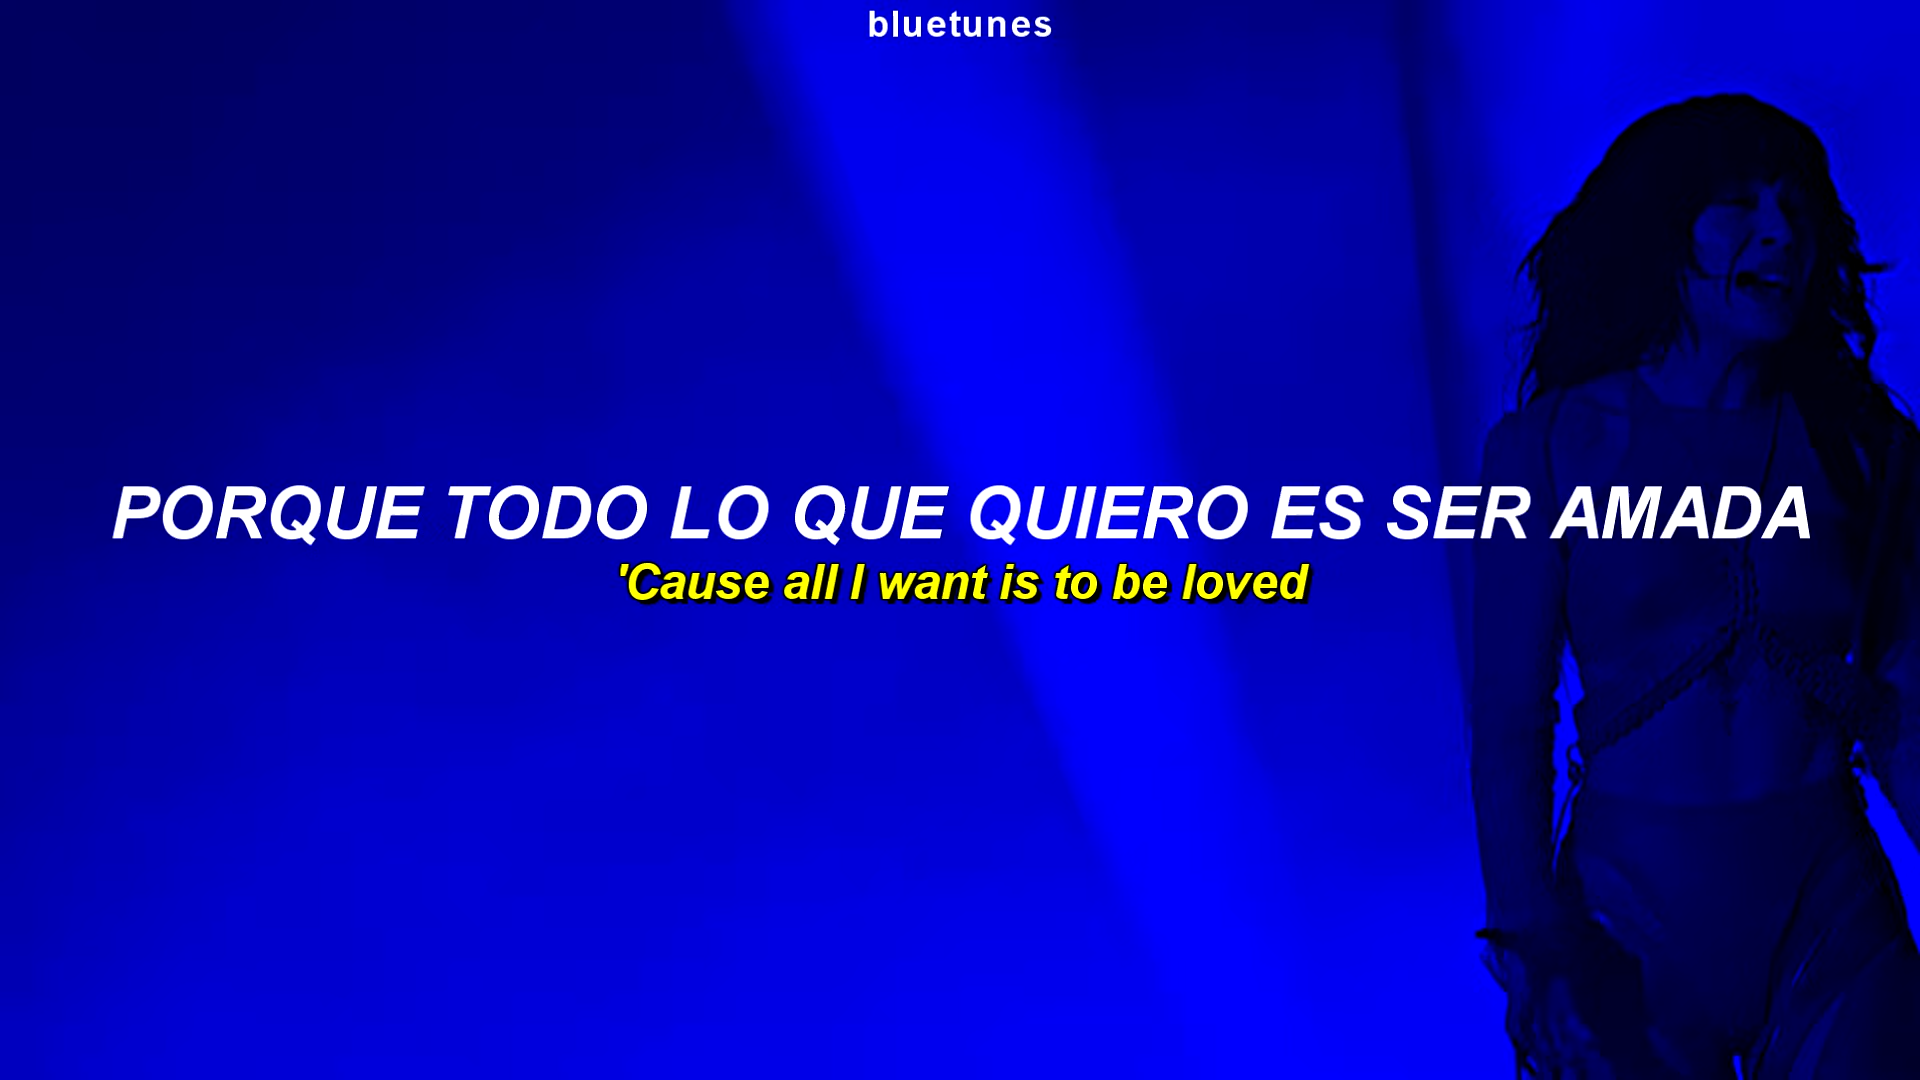 bluetunes
PORQUE TODO LO QUE QUIERO ES SER AMADA
'Cause all I want is to be loved